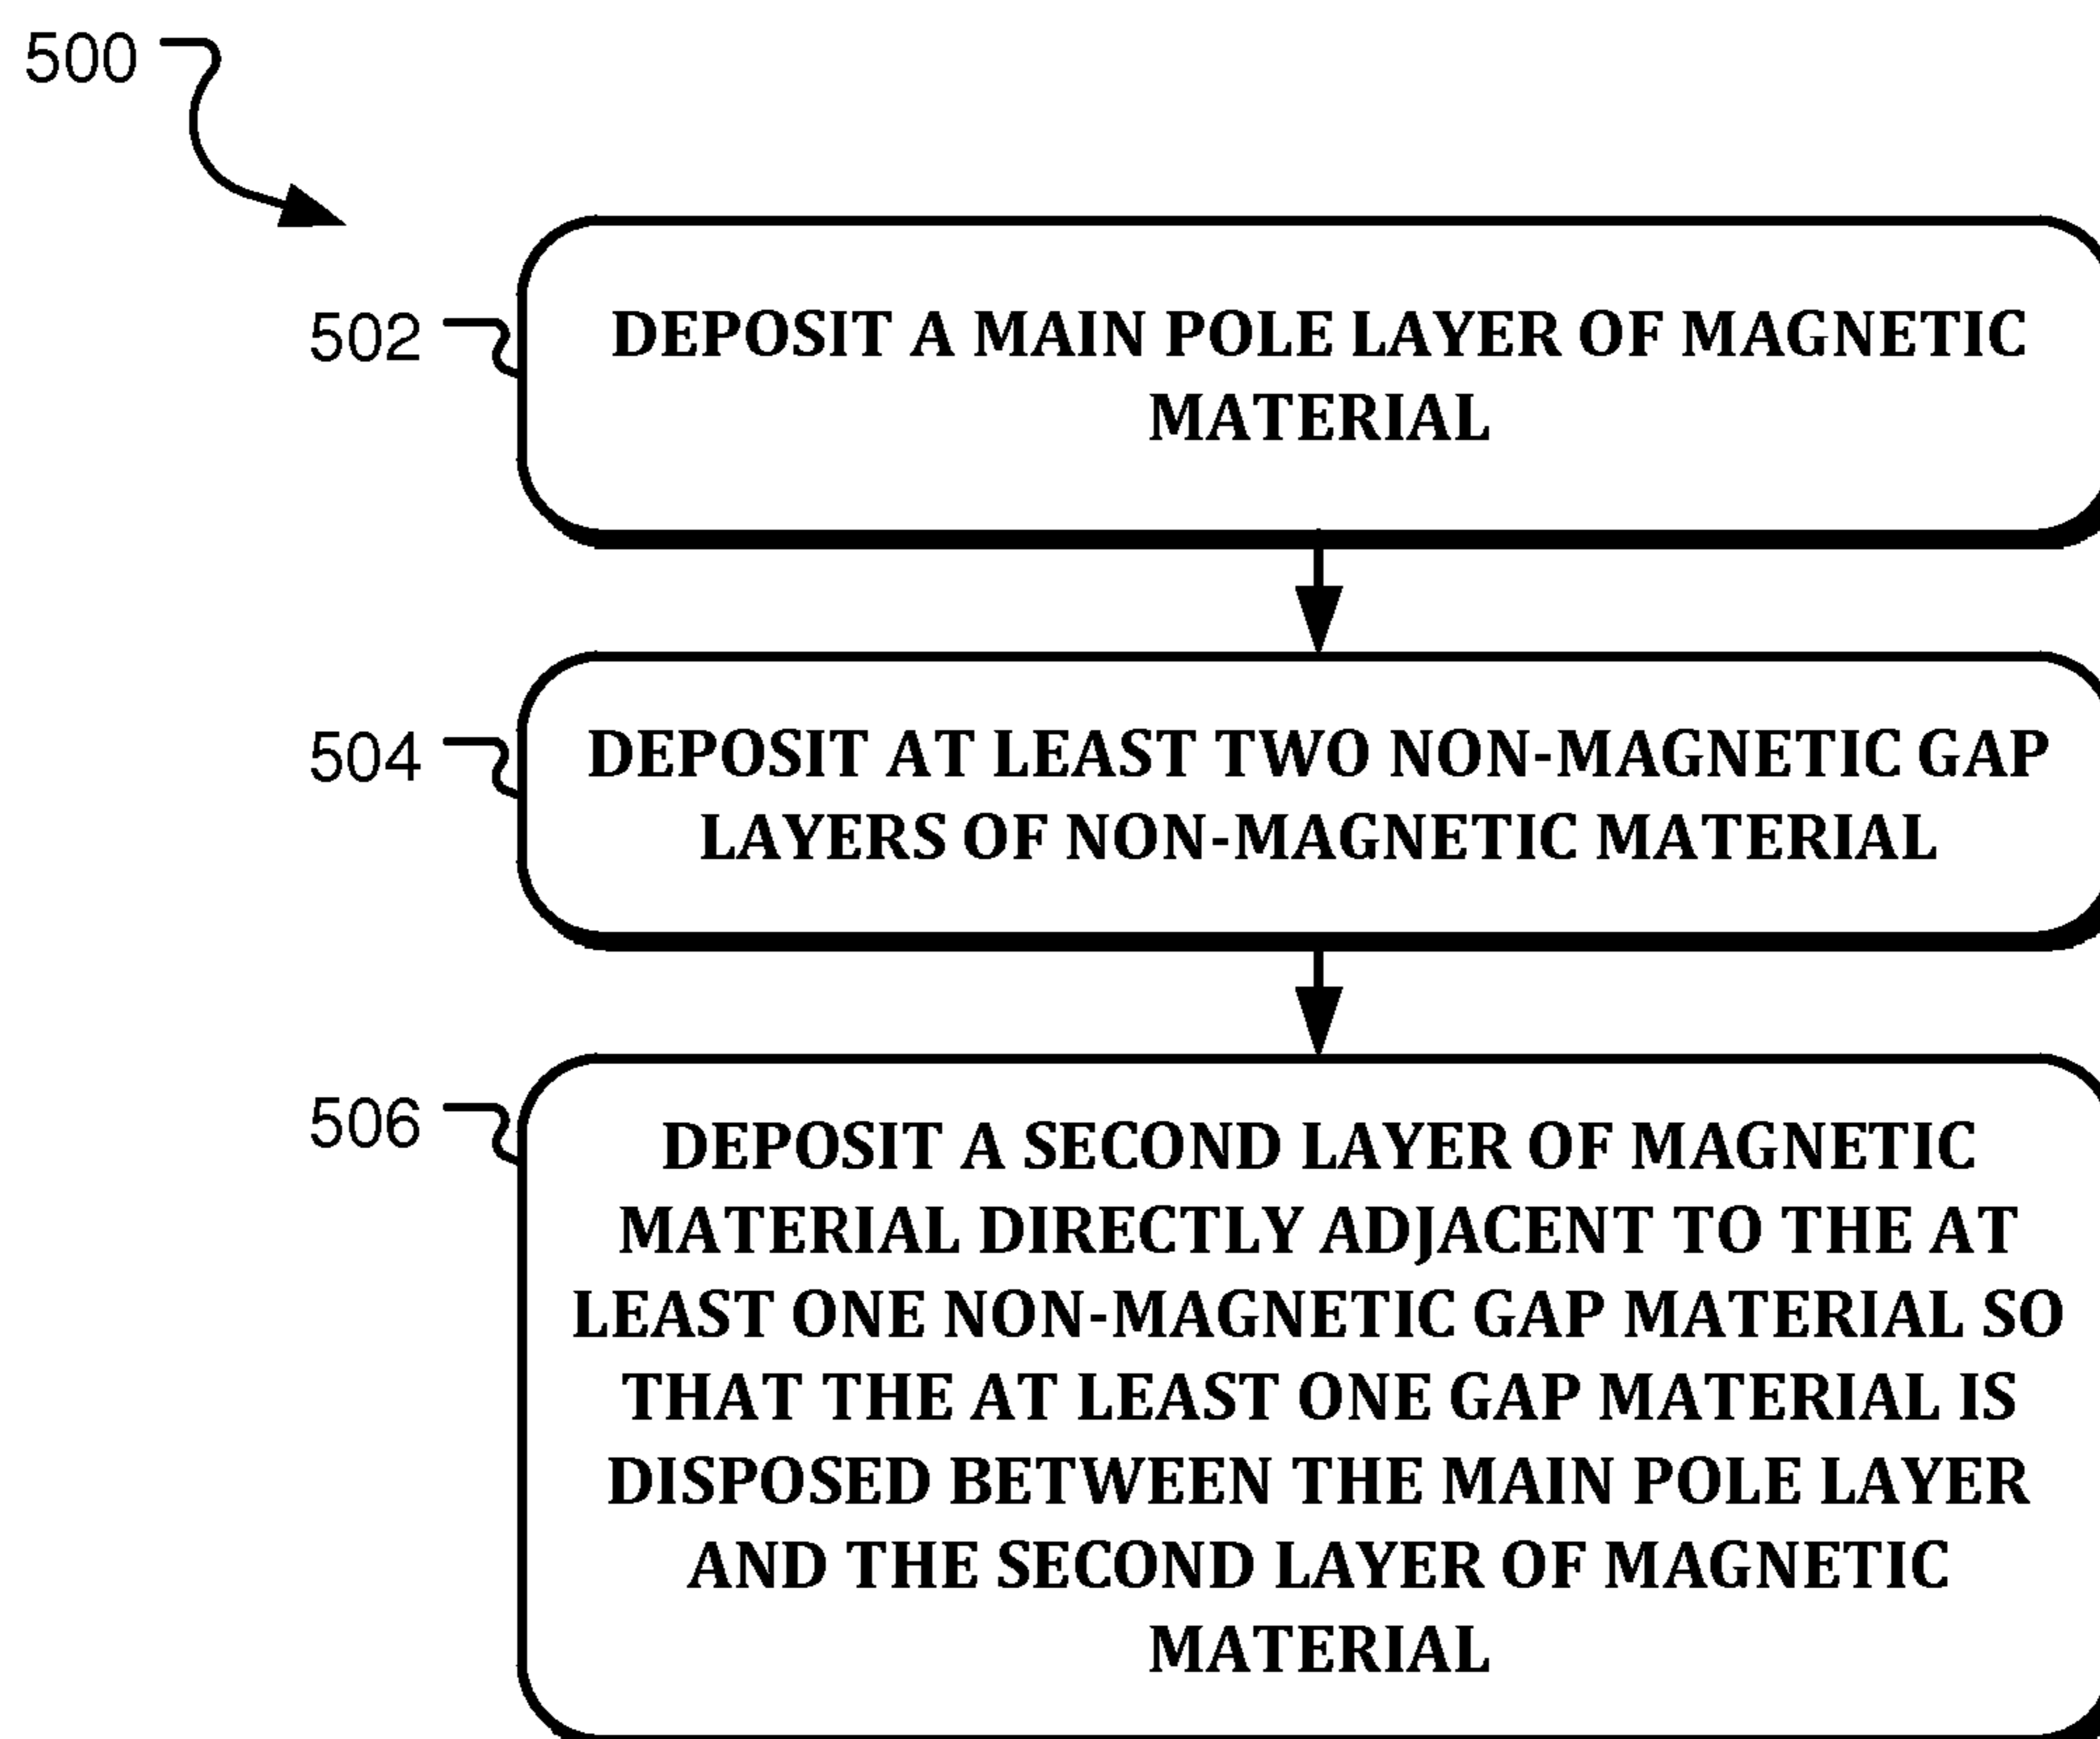 500
502
DEPOSIT A MAIN POLE LAYER OF MAGNETIC
MATERIAL
504
DEPOSIT AT LEAST TWO NON-MAGNETIC GAP
LAYERS OF NON-MAGNETIC MATERIAL
506
DEPOSIT A SECOND LAYER OF MAGNETIC
MATERIAL DIRECTLY ADJACENT TO THE AT
LEAST ONE NON-MAGNETIC GAP MATERIAL SO
THAT THE AT LEAST ONE GAP MATERIAL IS
DISPOSED BETWEEN THE MAIN POLE LAYER
AND THE SECOND LAYER OF MAGNETIC
MATERIAL